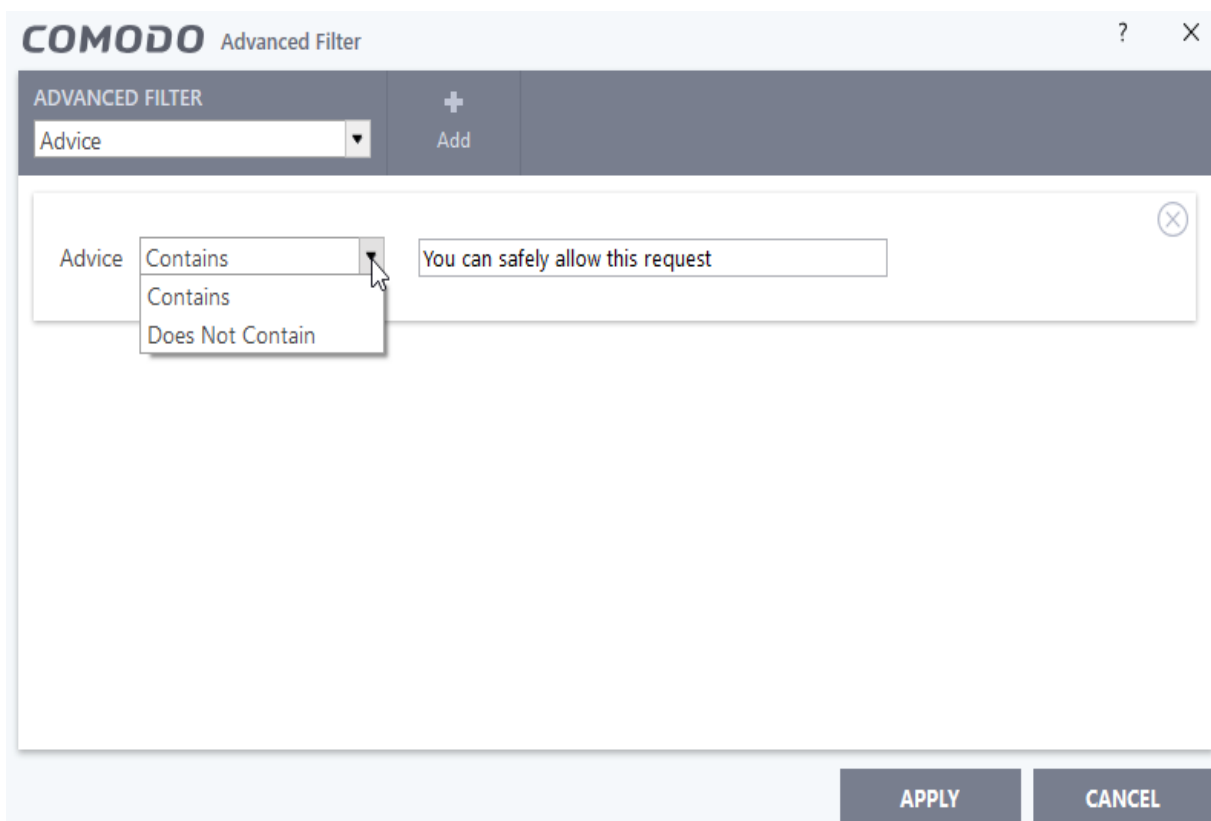 COMODO Advanced Filter ?
ADVANCED FILTER
Advice
Add
Advice Contains You can safely allow this request
Contains
Does Not Contain
APPLY CANCEL